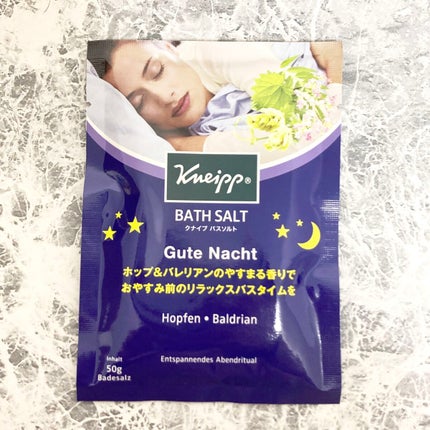 Kneipp®
BATH SALT
クナイプ バスソルト
Gute Nacht
ホップ&バレリアンのやすまる香りで
おやすみ前のリラックスバスタイムを
Hopfen • Baldrian
Inhalt
50g
Badesalz
Entspannendes Abendritual